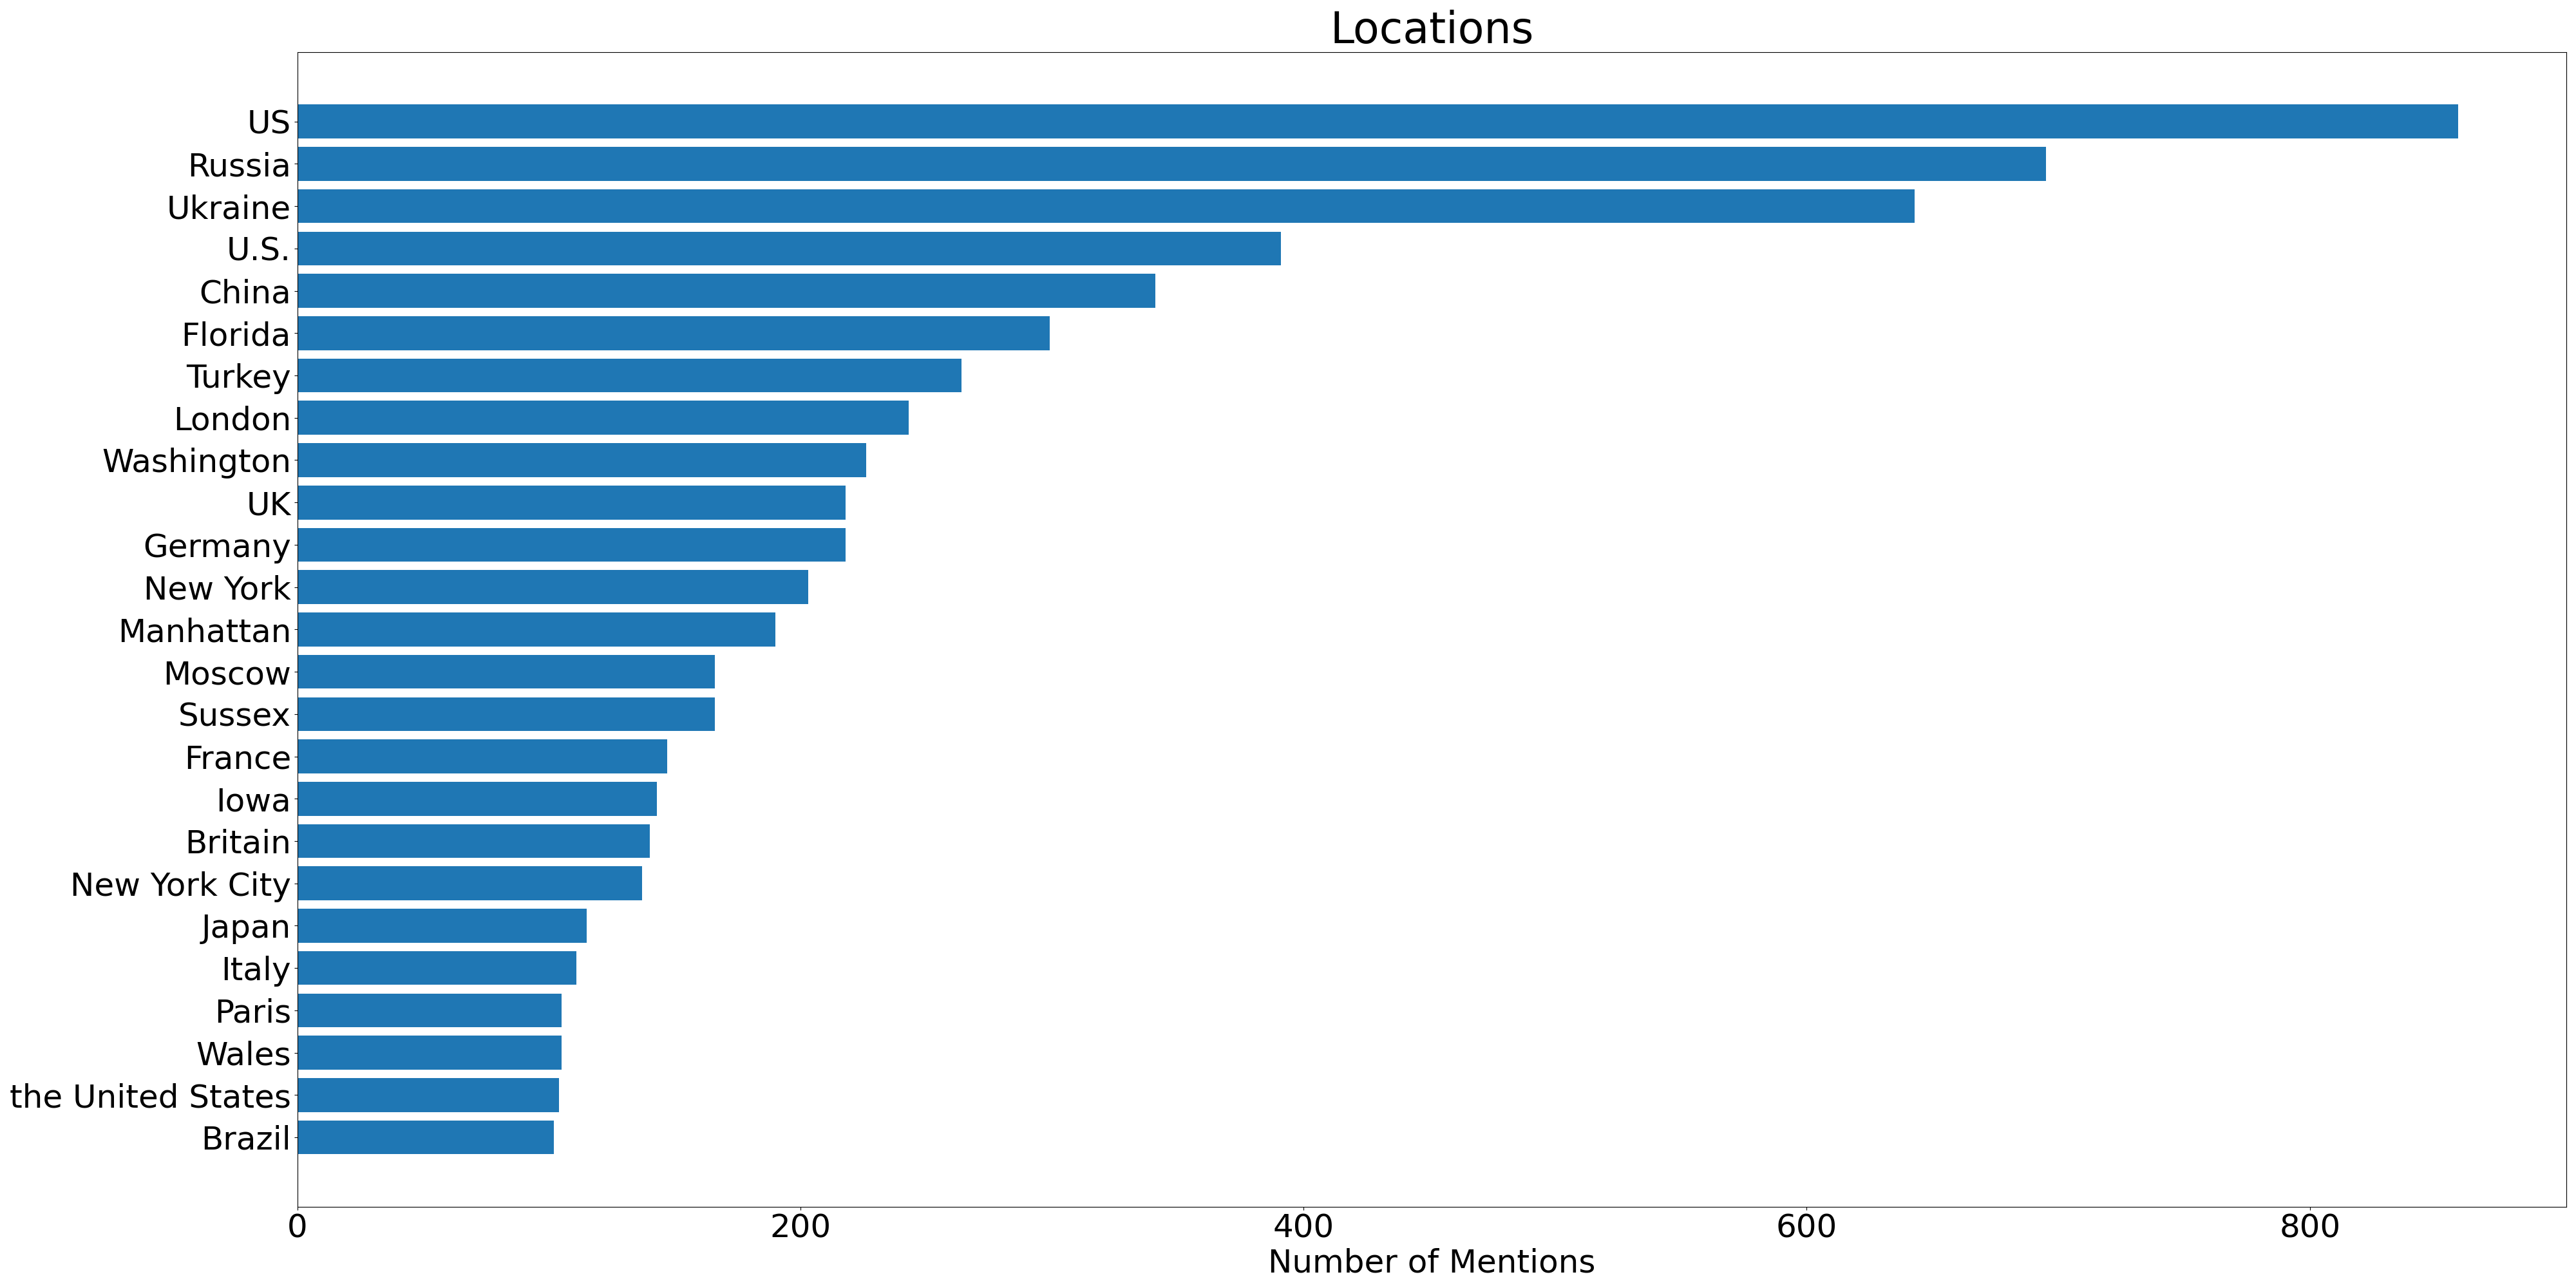 Locations
US
Russia
Ukraine
U.S.
China
Florida
Turkey
London
Washington
UK
Germany
New York
Manhattan
Moscow
Sussex
France
Iowa
Britain
New York City
Japan
Italy
Paris
Wales
the United States
Brazil
0 200 400 600 800
Number of Mentions